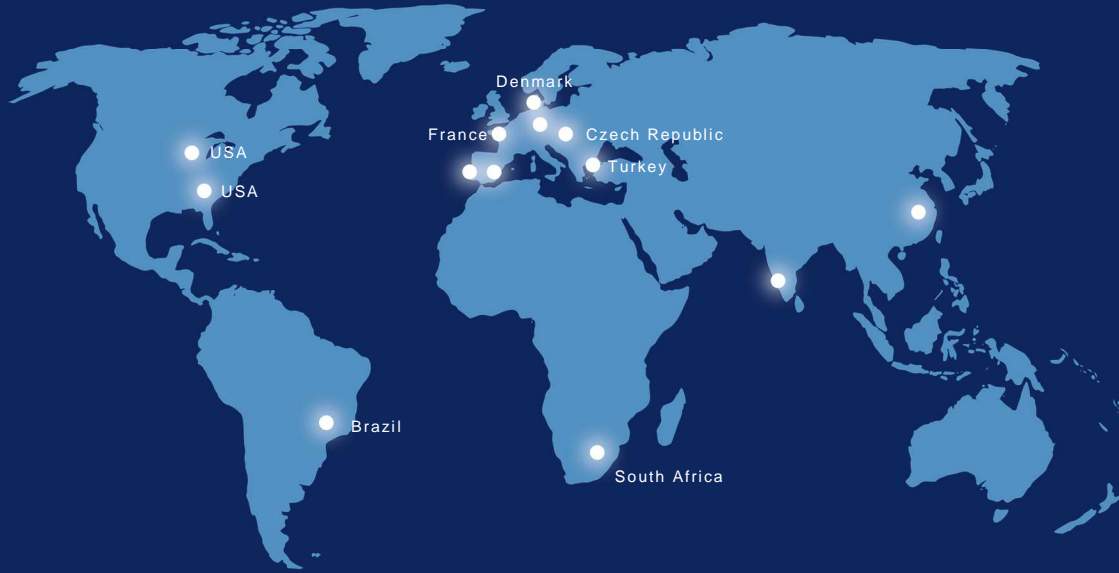 Denmark
France
Czech Republic
USA
Turkey
USA
Brazil
South Africa